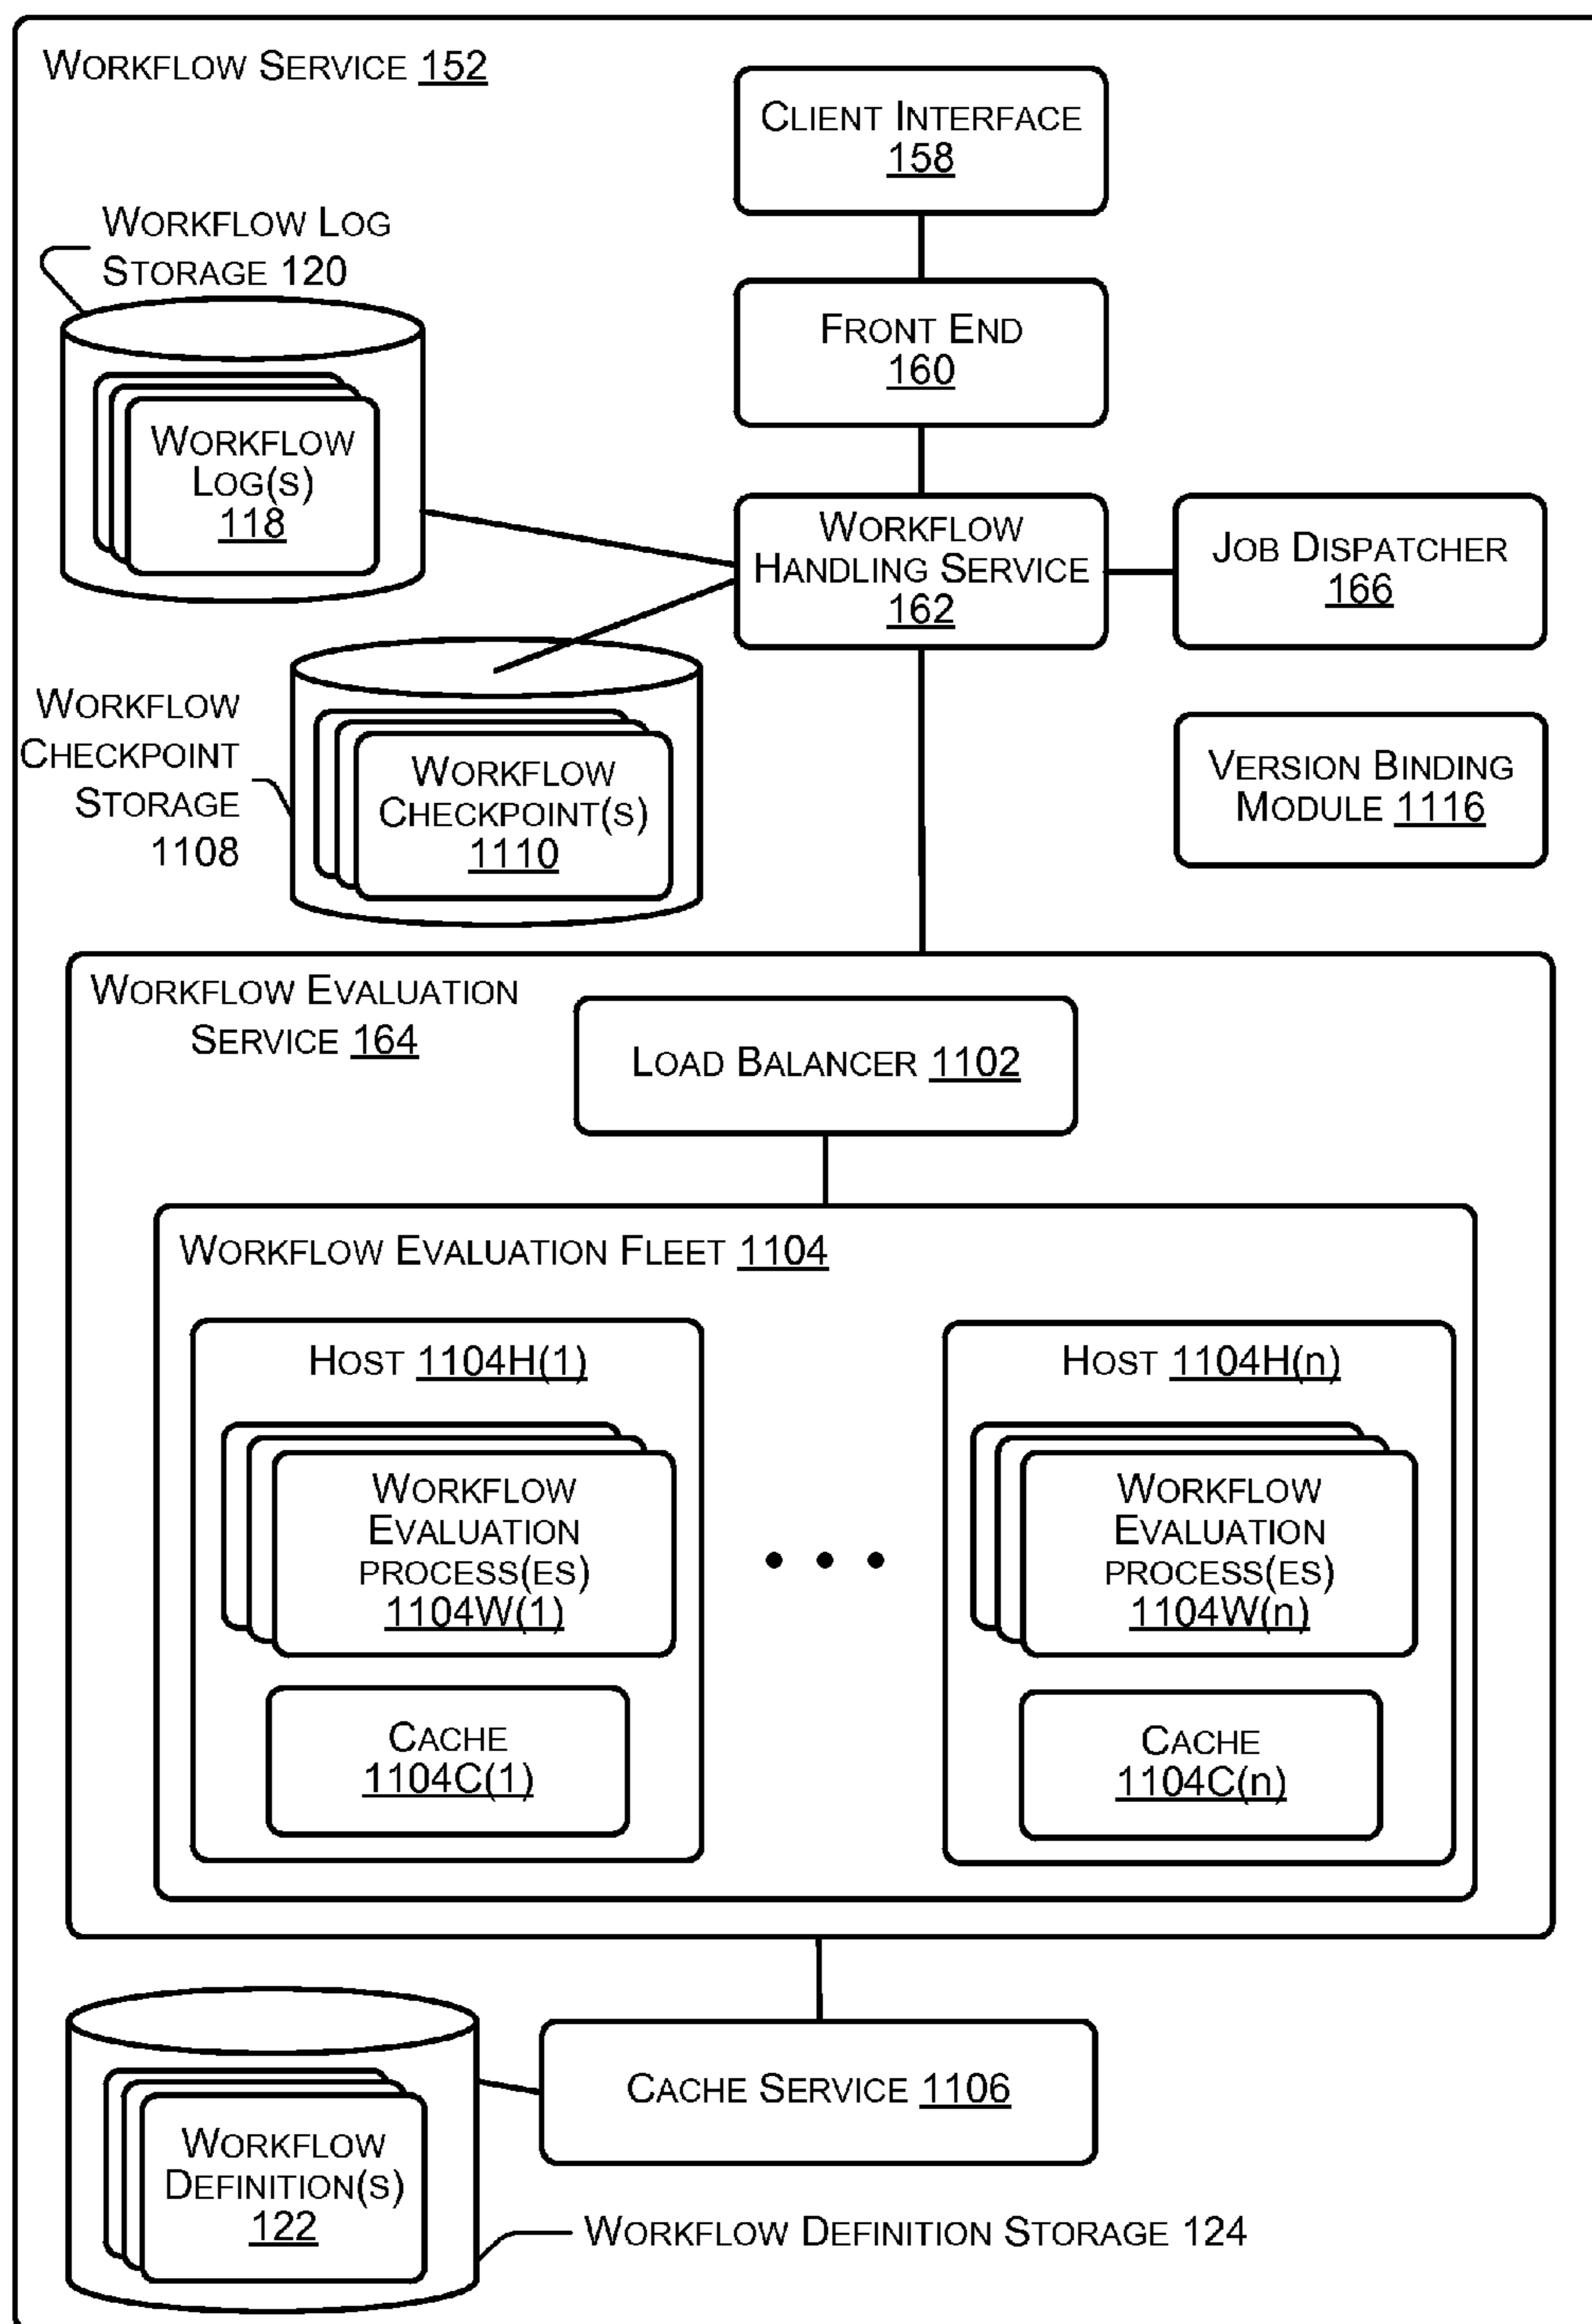 WORKFLOW SERVICE 152
CLIENT INTERFACE
158
WORKFLOW LOG
STORAGE 120
FRONT END
160
WORKFLOW
LOG(S)
118
WORKFLOW
HANDLING SERVICE
162
JOB DISPATCHER
166
WORKFLOW
CHECKPOINT
STORAGE
1108
WORKFLOW
CHECKPOINT(S)
1110
VERSION BINDING
MODULE 1116
WORKFLOW EVALUATION
SERVICE 164
LOAD BALANCER 1102
WORKFLOW EVALUATION FLEET 1104
HOST 1104H(1)
WORKFLOW
EVALUATION
PROCESS(ES)
1104W(1)
CACHE
1104C(1)
• • •
HOST 1104H(n)
WORKFLOW
EVALUATION
PROCESS(ES)
1104W(n)
CACHE
1104C(n)
CACHE SERVICE 1106
WORKFLOW
DEFINITION(S)
122
WORKFLOW DEFINITION STORAGE 124